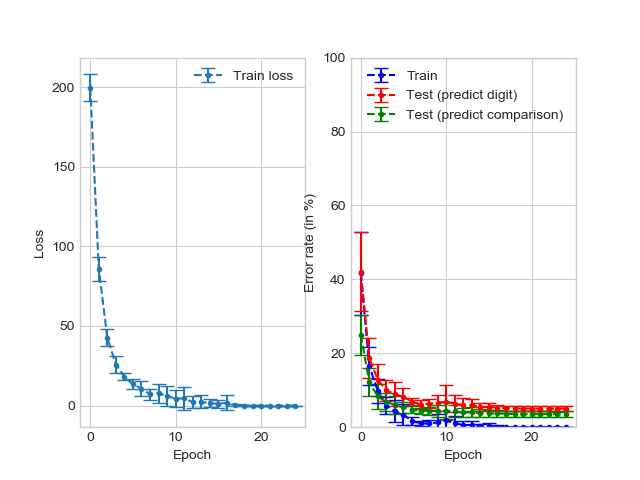 Train loss
200
150
100
50
0
Loss
0
10
20
Epoch
Train
Test (predict digit)
Test (predict comparison)
100
80
60
40
20
0
Error rate (in %)
0
10
20
Epoch